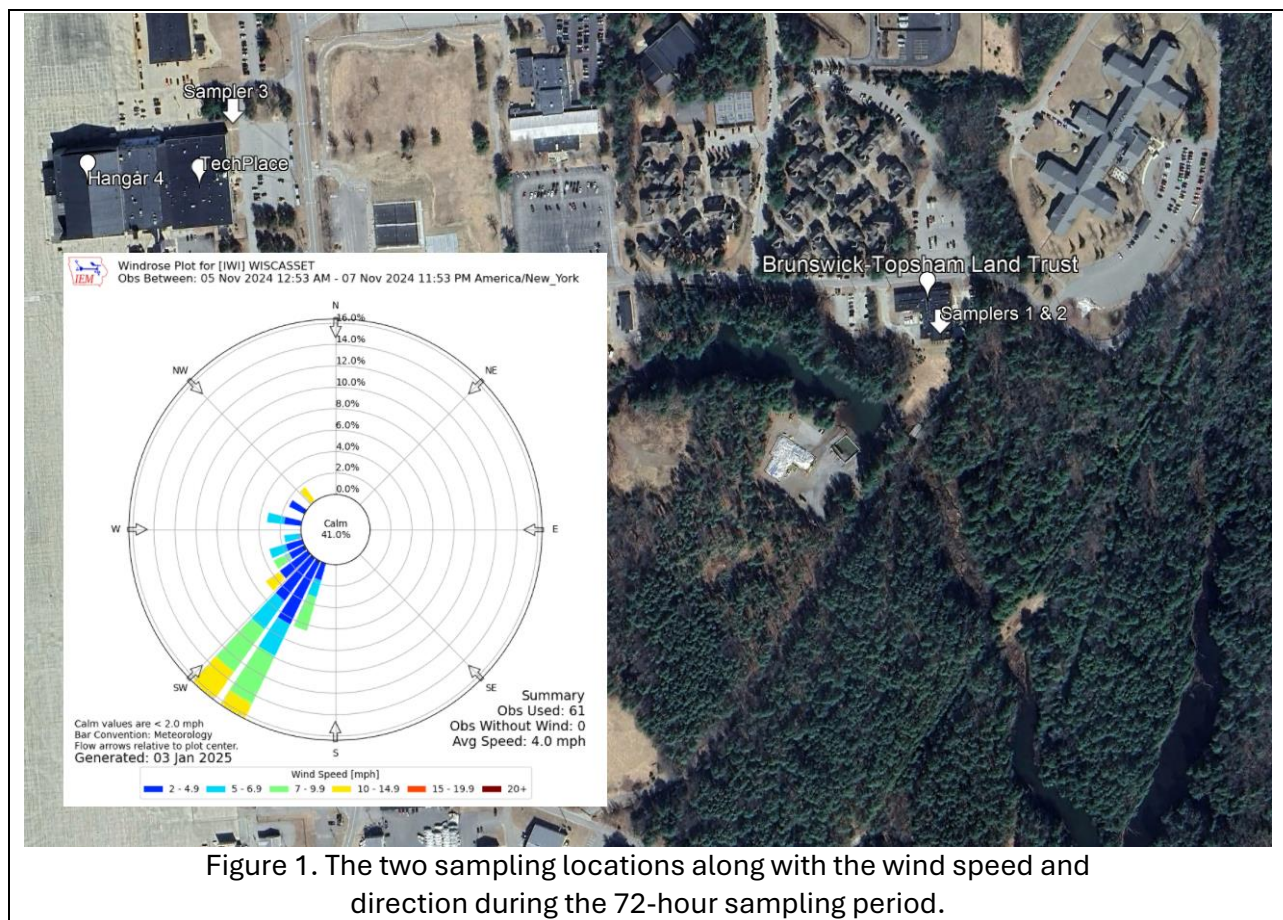 Sampler 3
Hangar 4
TechPlace
Brunswick-Topsham Land Trust
Samplers 1 & 2
IEM
Windrose Plot for [IWI] WISCASSET
Obs Between: 05 Nov 2024 12:53 AM - 07 Nov 2024 11:53 PM America/New_York
N
16.0%
14.0%
12.0%
10.0%
8.0%
6.0%
4.0%
2.0%
0.0%
NW
NE
W
Calm
41.0%
E
SW
SE
S
Summary
Obs Used: 61
Obs Without Wind: 0
Avg Speed: 4.0 mph
Calm values are < 2.0 mph
Bar Convention: Meteorology
Flow arrows relative to plot center.
Generated: 03 Jan 2025
Wind Speed [mph]
2 - 4.9 5 - 6.9 7 - 9.9 10 - 14.9 15 - 19.9 20+
Figure 1. The two sampling locations along with the wind speed and
direction during the 72-hour sampling period.